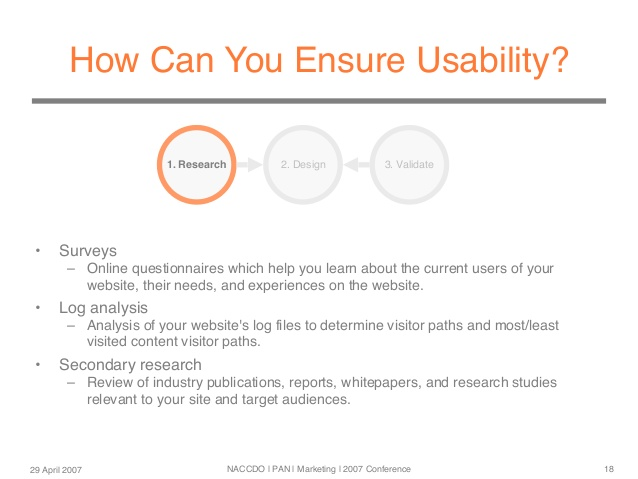 How Can You Ensure Usability?
1. Research
2. Design
3. Validate
• Surveys
– Online questionnaires which help you learn about the current users of your
website, their needs, and experiences on the website.
• Log analysis
– Analysis of your website's log files to determine visitor paths and most/least
visited content visitor paths.
• Secondary research
– Review of industry publications, reports, whitepapers, and research studies
relevant to your site and target audiences.
29 April 2007
NACCDO | PAN | Marketing | 2007 Conference
18